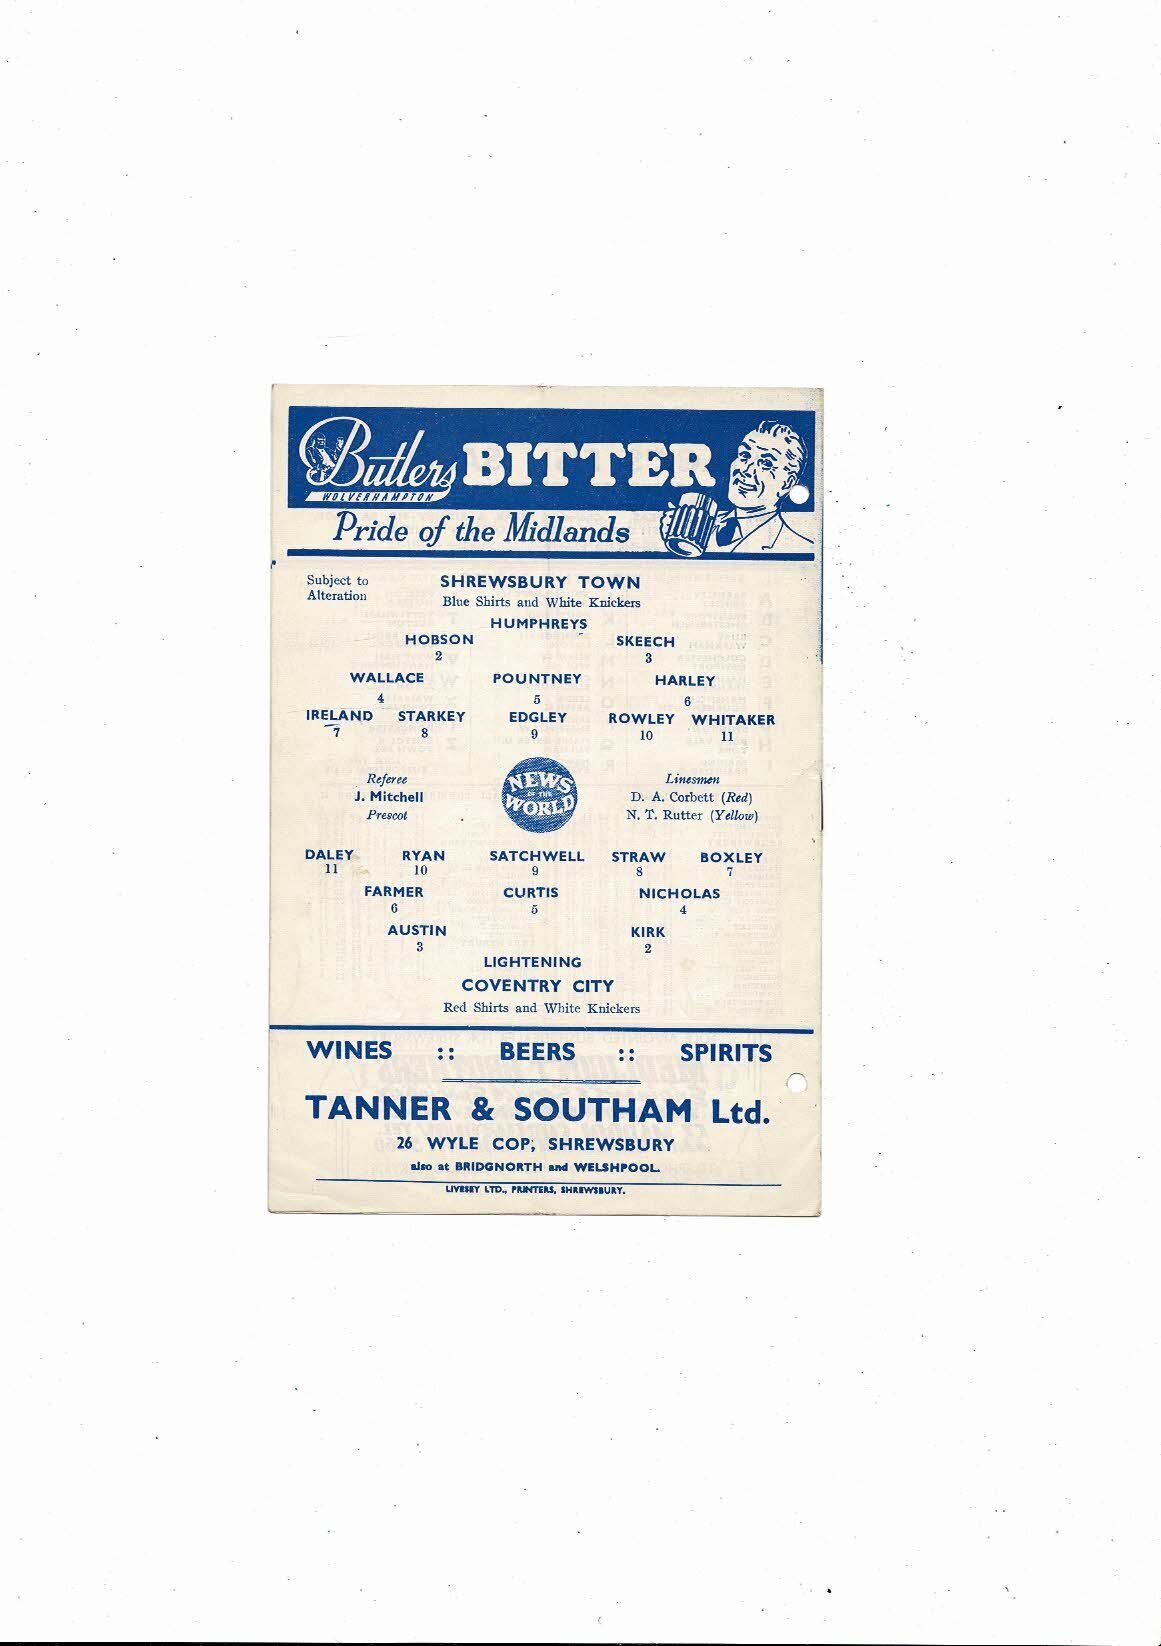 Butlers BITTER
WOLVERHAMPTON
Pride of the Midlands
Subject to
Alteration
SHREWSBURY TOWN
Blue Shirts and White Knickers
HUMPHREYS
HOBSON SKEECH
2 3
WALLACE POUNTNEY HARLEY
4 5 6
IRELAND STARKEY EDGLEY ROWLEY WHITAKER
7 8 9 10 11
Referee
J. Mitchell
Prescot
NEWS
OF THE
WORLD
Linesmen
D. A. Corbett (Red)
N. T. Rutter (Yellow)
DALEY RYAN SATCHWELL STRAW BOXLEY
11 10 9 8 7
FARMER CURTIS NICHOLAS
6 5 4
AUSTIN KIRK
3 2
LIGHTENING
COVENTRY CITY
Red Shirts and White Knickers
WINES :: BEERS :: SPIRITS
TANNER & SOUTHAM Ltd.
26 WYLE COP, SHREWSBURY
also at BRIDGNORTH and WELSHPOOL
LIVESEY LTD., PRINTERS, SHREWSBURY.